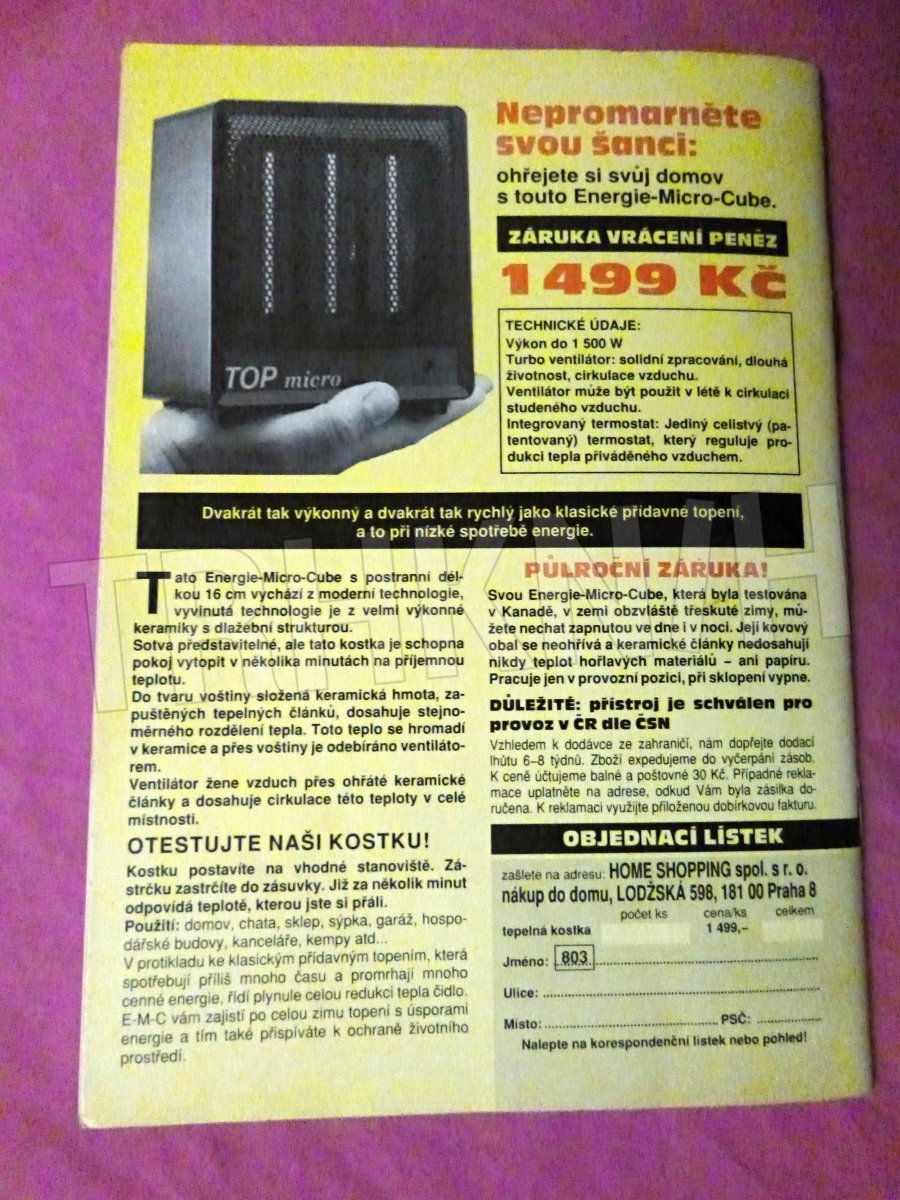 Nepromarněte
svou šanci:
ohřejete si svůj domov
s touto Energie-Micro-Cube.
ZÁRUKA VRÁCENÍ PENĚZ
1499 Kč
TECHNICKÉ ÚDAJE:
Výkon do 1 500 W
Turbo ventilátor: solidní zpracování, dlouhá
životnost, cirkulace vzduchu.
Ventilátor může být použit v létě k cirkulaci
studeného vzduchu.
Integrovaný termostat: Jediný celistvý (pa-
tentovaný) termostat, který reguluje pro-
dukci tepla přiváděného vzduchem.
TOP micro
Dvakrát tak výkonný a dvakrát tak rychlý jako klasické přídavné topení,
a to při nízké spotřebě energie.
TRHKNIH
Tato Energie-Micro-Cube s postranní dél-
kou 16 cm vychází z moderní technologie,
vyvinutá technologie je z velmi výkonné
keramiky s dlažební strukturou.
Sotva představitelné, ale tato kostka je schopna
pokoj vytopit v několika minutách na příjemnou
teplotu.
Do tvaru voštiny složená keramická hmota, za-
puštěných tepelných článků, dosahuje stejno-
měrného rozdělení tepla. Toto teplo se hromadí
v keramice a přes voštiny je odebíráno ventiláto-
rem.
Ventilátor žene vzduch přes ohřáté keramické
články a dosahuje cirkulace této teploty v celé
místnosti.
OTESTUJTE NAŠI KOSTKU!
Kostku postavíte na vhodné stanoviště. Zá-
strčku zastrčíte do zásuvky. Již za několik minut
odpovídá teplotě, kterou jste si přáli.
Použití: domov, chata, sklep, sýpka, garáž, hospo-
dářské budovy, kanceláře, kempy atd...
V protikladu ke klasickým přídavným topením, která
spotřebují příliš mnoho času a promrhají mnoho
cenné energie, řídí plynule celou redukci tepla čidlo.
E-M-C vám zajistí po celou zimu topení s úsporami
energie a tím také přispíváte k ochraně životního
prostředí.
PŮLROČNÍ ZÁRUKA!
Svou Energie-Micro-Cube, která byla testována
v Kanadě, v zemi obzvláště třeskuté zimy, mů-
žete nechat zapnutou ve dne i v noci. Její kovový
obal se neohřívá a keramické články nedosahují
nikdy teplot hořlavých materiálů – ani papíru.
Pracuje jen v provozní pozici, při sklopení vypne.
DŮLEŽITÉ: přístroj je schválen pro
provoz v ČR dle ČSN
Vzhledem k dodávce ze zahraničí, nám dopřejte dodací
lhůtu 6–8 týdnů. Zboží expedujeme do vyčerpání zásob.
K ceně účtujeme balné a poštovné 30 Kč. Případné rekla-
mace uplatněte na adrese, odkud Vám byla zásilka do-
ručena. K reklamaci využijte přiloženou dobírkovou fakturu.
OBJEDNACÍ LÍSTEK
zašlete na adresu: HOME SHOPPING spol. s r. o.
nákup do domu, LODŽSKÁ 598, 181 00 Praha 8
počet ks cena/ks celkem
tepelná kostka 1 499,–
Jméno: 803
Ulice:
Místo: PSČ:
Nalepte na korespondenční lístek nebo pohled!